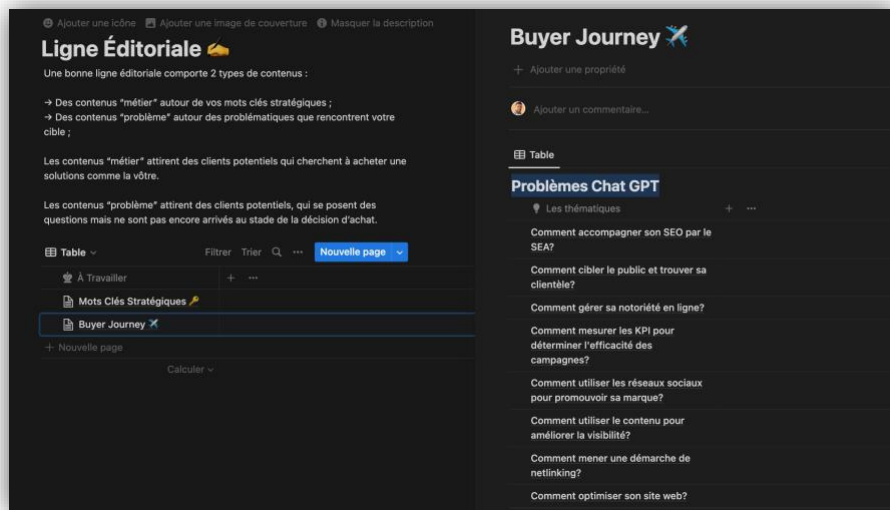 Ajouter une icône Ajouter une image de couverture Masquer la description
Ligne Éditoriale ✍️
Une bonne ligne éditoriale comporte 2 types de contenus :
→ Des contenus "métier" autour de vos mots clés stratégiques ;
→ Des contenus "problème" autour des problématiques que rencontrent votre
cible ;
Les contenus "métier" attirent des clients potentiels qui cherchent à acheter une
solutions comme la vôtre.
Les contenus "problème" attirent des clients potentiels, qui se posent des
questions mais ne sont pas encore arrivés au stade de la décision d'achat.
Table Filtrer Trier Nouvelle page
À Travailler + ...
Mots Clés Stratégiques 🔑
Buyer Journey ✈️
+ Nouvelle page
Calculer
Buyer Journey ✈️
+ Ajouter une propriété
Ajouter un commentaire...
Table
Problèmes Chat GPT
Les thématiques + ...
Comment accompagner son SEO par le
SEA?
Comment cibler le public et trouver sa
clientèle?
Comment gérer sa notoriété en ligne?
Comment mesurer les KPI pour
déterminer l'efficacité des
campagnes?
Comment utiliser les réseaux sociaux
pour promouvoir sa marque?
Comment utiliser le contenu pour
améliorer la visibilité?
Comment mener une démarche de
netlinking?
Comment optimiser son site web?